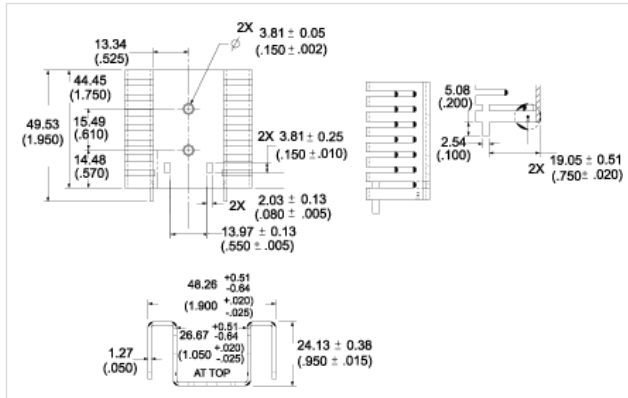 2X 3.81 ± 0.05
(.150 ± .002)
13.34
(.525)
44.45
(1.750)
49.53
(1.950)
15.49
(.610)
14.48
(.570)
2X 3.81 ± 0.25
(.150 ± .010)
2X 2.03 ± 0.13
(.080 ± .005)
13.97 ± 0.13
(.550 ± .005)
5.08
(.200)
2.54
(.100)
2X 19.05 ± 0.51
(.750 ± .020)
48.26 +0.51 -0.64
(1.900 +.020) -.025)
26.67 +0.51 -0.64
(1.050 +.020) -.025)
AT TOP
1.27
(.050)
24.13 ± 0.38
(.950 ± .015)